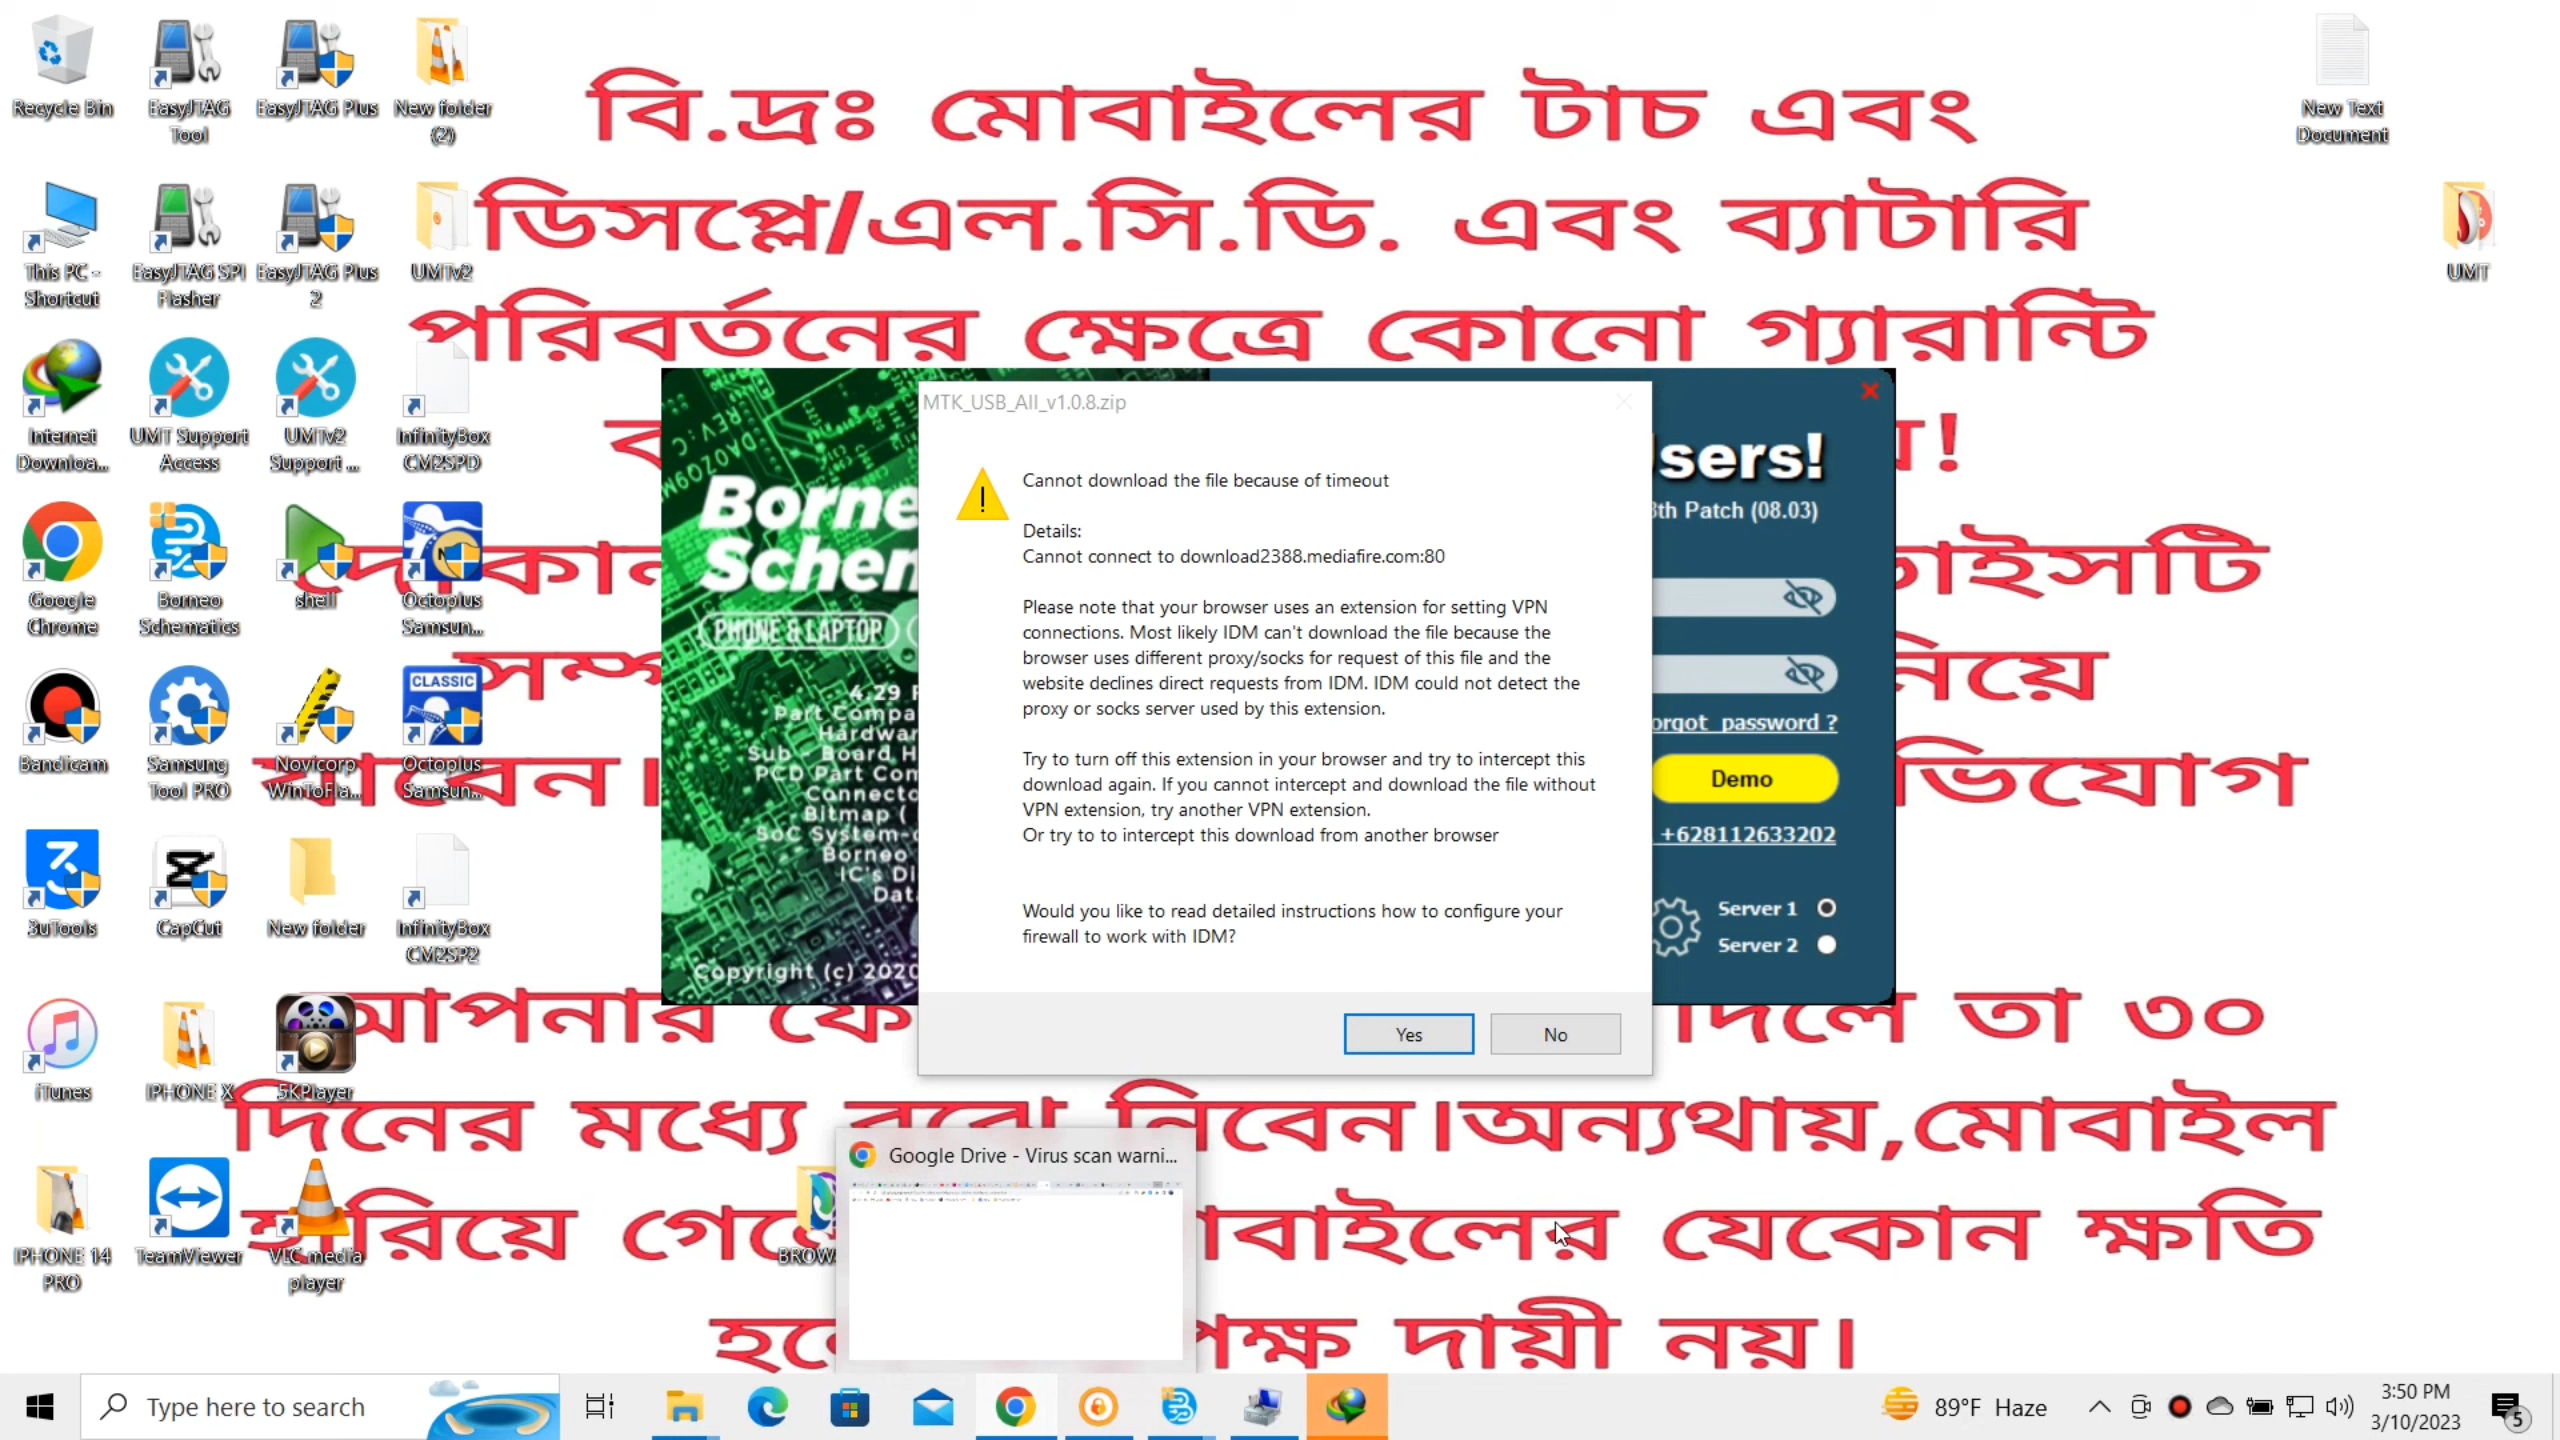 Recycle Bin
EasyJTAG Tool
EasyJTAG Plus
New folder (2)
This PC - Shortcut
EasyJTAG SPI Flasher
EasyJTAG Plus 2
UMTv2
Internet Downloa...
UMT Support Access
UMTv2 Support ...
InfinityBox CM2SPD
Google Chrome
Borneo Schematics
shell
Octoplus Samsun...
Bandicam
Samsung Tool PRO
Novicorp WinToFla...
CLASSIC
Octoplus Samsun...
3uTools
CapCut
New folder
InfinityBox CM2SP2
iTunes
IPHONE X
5KPlayer
IPHONE 14 PRO
TeamViewer
VLC media player
New Text Document
UMT
বি.দ্রঃ মোবাইলের টাচ এবং
ডিসপ্লে/এল.সি.ডি. এবং ব্যাটারি
পরিবর্তনের ক্ষেত্রে কোনো গ্যারান্টি
নিয়ে
তা ৩০
দিনের মধ্যে নিবেন।অন্যথায়,মোবাইল
যেকোন ক্ষতি
দায়ী নয়।
PHONE & LAPTOP
4.29
Hardwar
Sub - Board H
Bitmap (
Borneo
Copyright (c) 2020
sers!
8th Patch (08.03)
orgot password ?
Demo
+628112633202
Server 1
Server 2
MTK_USB_All_v1.0.8.zip
Cannot download the file because of timeout
Details:
Cannot connect to download2388.mediafire.com:80
Please note that your browser uses an extension for setting VPN
connections. Most likely IDM can't download the file because the
browser uses different proxy/socks for request of this file and the
website declines direct requests from IDM. IDM could not detect the
proxy or socks server used by this extension.
Try to turn off this extension in your browser and try to intercept this
download again. If you cannot intercept and download the file without
VPN extension, try another VPN extension.
Or try to to intercept this download from another browser
Would you like to read detailed instructions how to configure your
firewall to work with IDM?
Yes
No
Google Drive - Virus scan warni...
Type here to search
89°F Haze
3:50 PM
3/10/2023
5